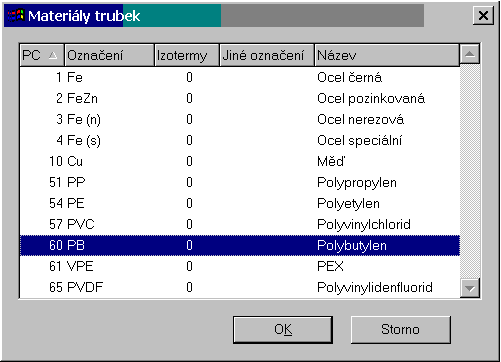 Materiály trubek
PC Označení Izotermy Jiné označení Název
1 Fe 0 Ocel černá
2 FeZn 0 Ocel pozinkovaná
3 Fe (n) 0 Ocel nerezová
4 Fe (s) 0 Ocel speciální
10 Cu 0 Měď
51 PP 0 Polypropylen
54 PE 0 Polyetylen
57 PVC 0 Polyvinylchlorid
60 PB 0 Polybutylen
61 VPE 0 PEX
65 PVDF 0 Polyvinylidenfluorid
OK Storno